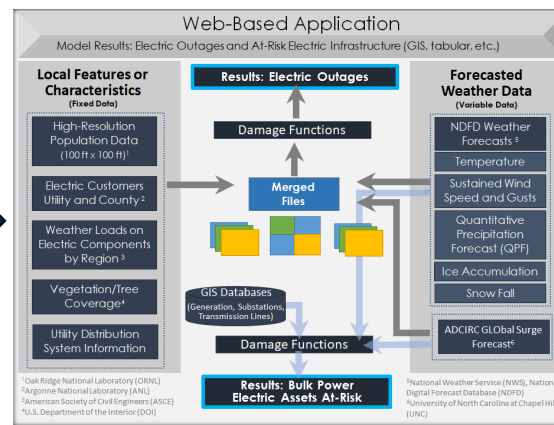 Web-Based Application
Model Results: Electric Outages and At-Risk Electric Infrastructure (GIS, tabular, etc.)
Local Features or
Characteristics
(Fixed Data)
High-Resolution
Population Data
(100 ft x 100 ft)¹
Electric Customers
Utility and County ²
Weather Loads on
Electric Components
by Region ³
Vegetation/Tree
Coverage⁴
Utility Distribution
System Information
¹Oak Ridge National Laboratory (ORNL)
²Argonne National Laboratory (ANL)
³American Society of Civil Engineers (ASCE)
⁴U.S. Department of the Interior (DOI)
Results: Electric Outages
Damage Functions
Merged
Files
GIS Databases
(Generation, Substations,
Transmission Lines)
Damage Functions
Results: Bulk Power
Electric Assets At-Risk
Forecasted
Weather Data
(Variable Data)
NDFD Weather
Forecasts ⁵
Temperature
Sustained Wind
Speed and Gusts
Quantitative
Precipitation
Forecast (QPF)
Ice Accumulation
Snow Fall
ADCIRC GLObal Surge
Forecast⁶
⁵National Weather Service (NWS), Nation
Digital Forecast Database (NDFD)
⁶University of North Carolina at Chapel Hil
(UNC)